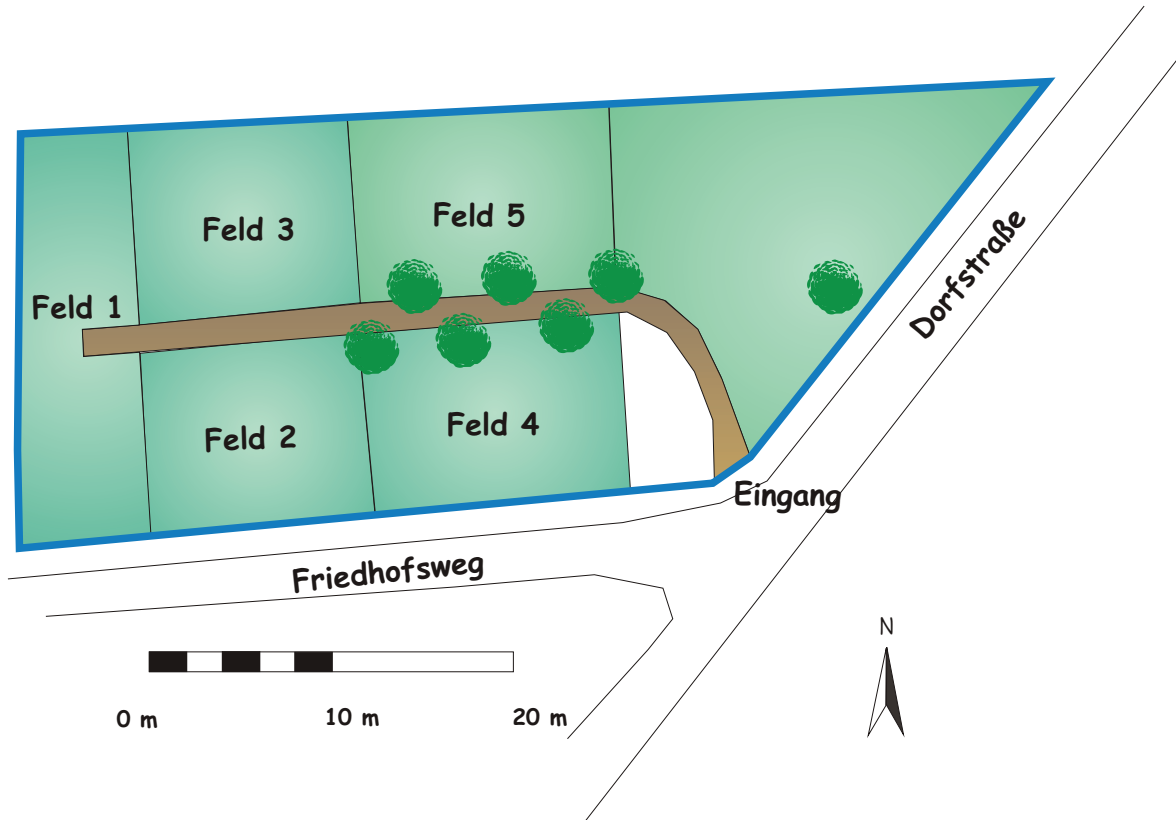 Feld 5
Feld 3
Dorfstraße
Feld 1
Feld 4
Feld 2
Eingang
Friedhofsweg
N
0 m
10 m
20 m